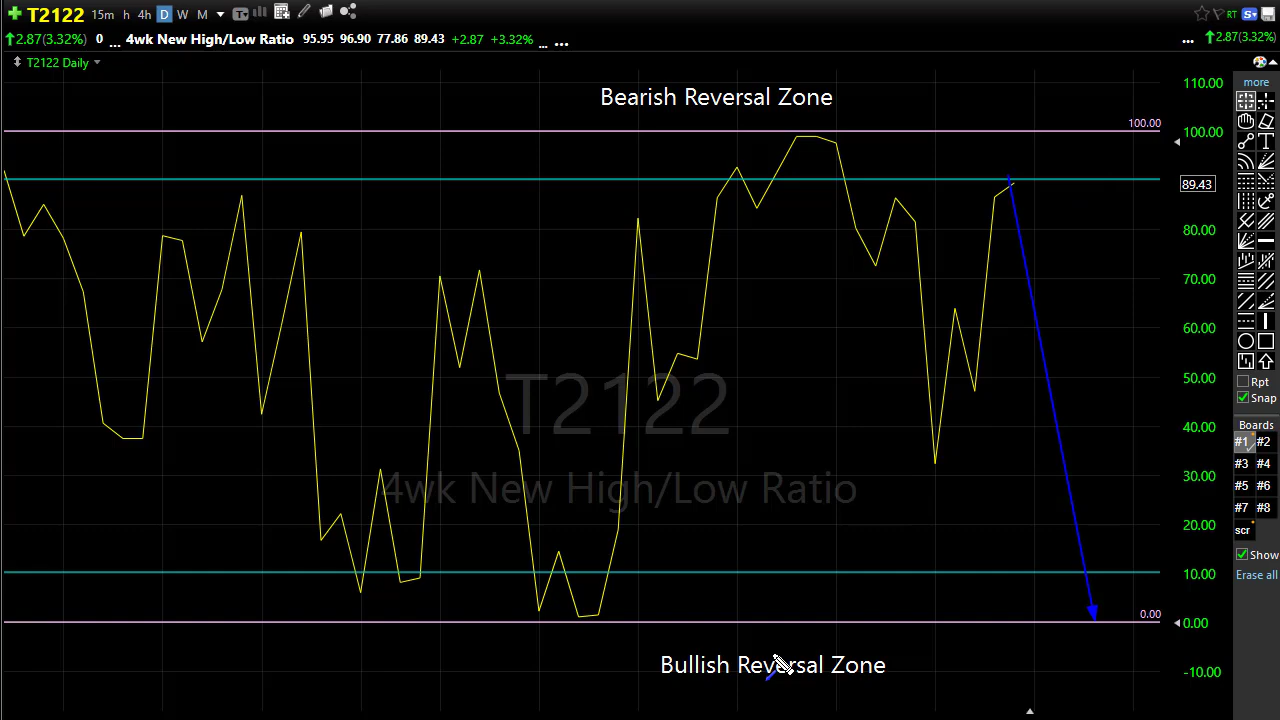 T2122 15m h 4h D W M T RT S
2.87(3.32%) 0 ... 4wk New High/Low Ratio 95.95 96.90 77.86 89.43 +2.87 +3.32% ... ... ... 2.87(3.32%)
T2122 Daily
more
Bearish Reversal Zone
110.00
100.00
100.00
89.43
80.00
70.00
60.00
50.00
40.00
30.00
20.00
10.00
0.00
0.00
-10.00
T2122
4wk New High/Low Ratio
Bullish Reversal Zone
T
Rpt
Snap
Boards
#1 #2
#3 #4
#5 #6
#7 #8
scr
Show
Erase all